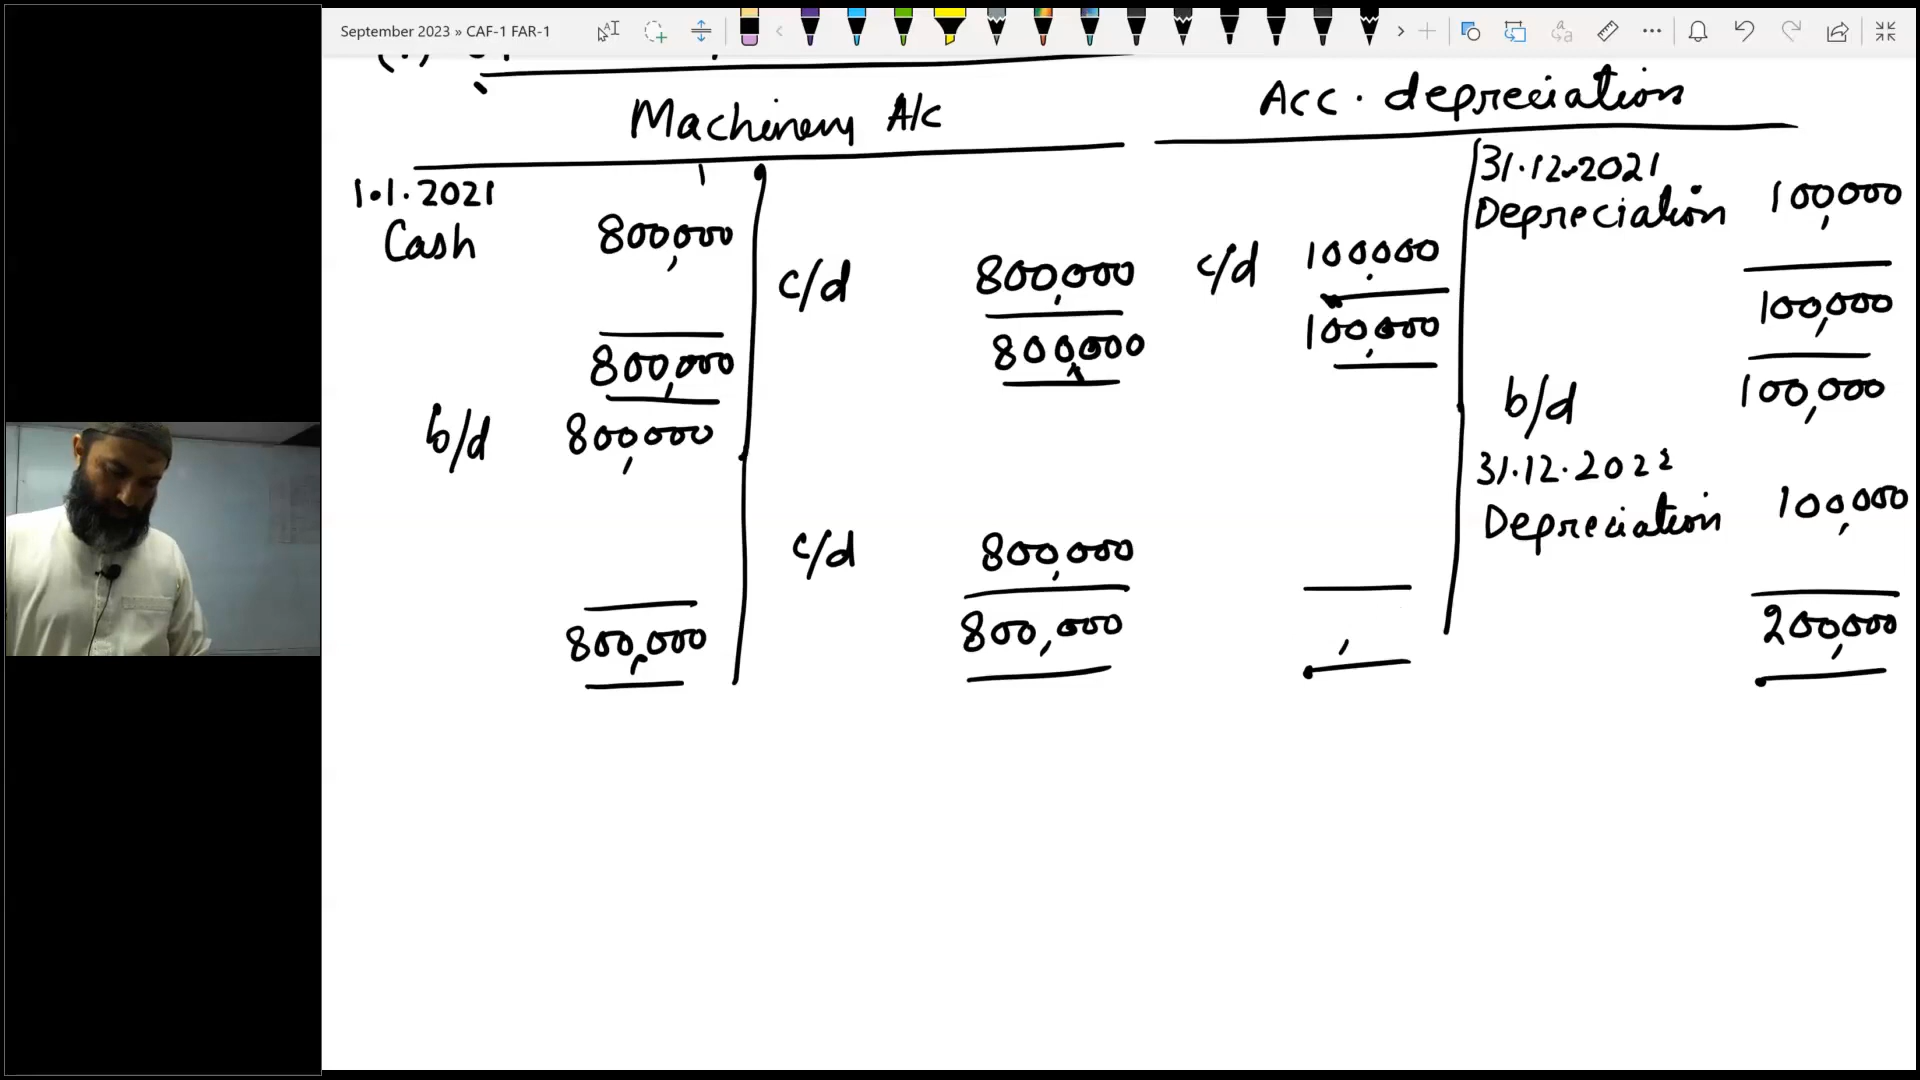 September 2023 » CAF-1 FAR-1
Machinery A/C
1.1.2021
Cash 800,000
c/d 800,000
800,000
800,000
b/d 800,000
c/d 800,000
800,000
800,000
Acc. depreciation
31.12.2021
Depreciation 100,000
c/d 100,000
100,000
100,000
b/d 100,000
31.12.2022
Depreciation 100,000
200,000